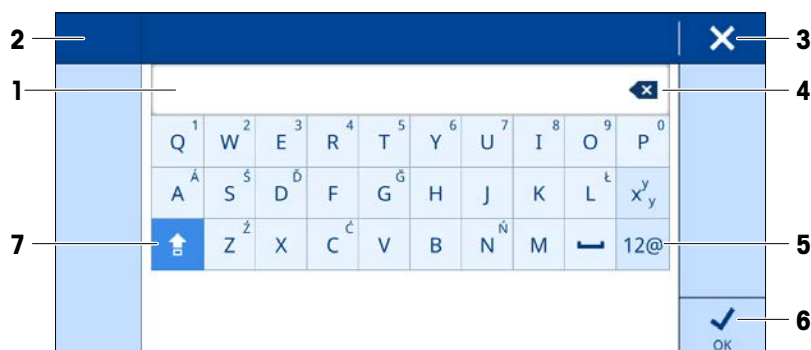 2 3
1 4
Q 1 W 2 E 3 R 4 T 5 Y 6 U 7 I 8 O 9 P 0
A Á S Ś D Ď F G Ğ H J K L Ł x y y
7 Z Ź X C Ć V B N Ń M 12@ 5
6
OK